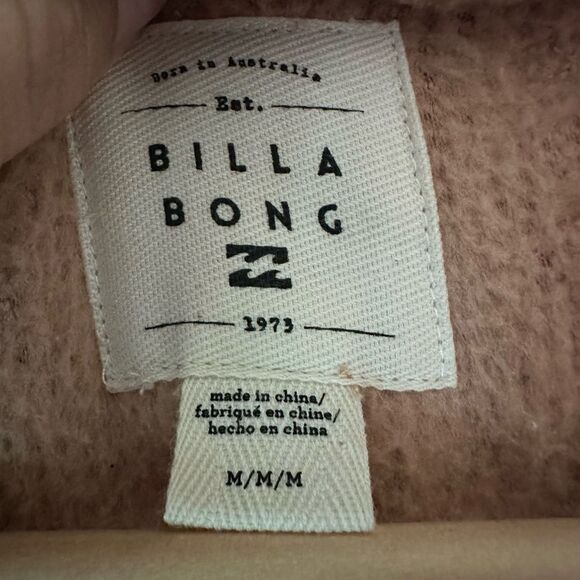 Born in Australia
Est.
BILLA
BONG
1973
made in china/
fabriqué en chine/
hecho en china
M/M/M